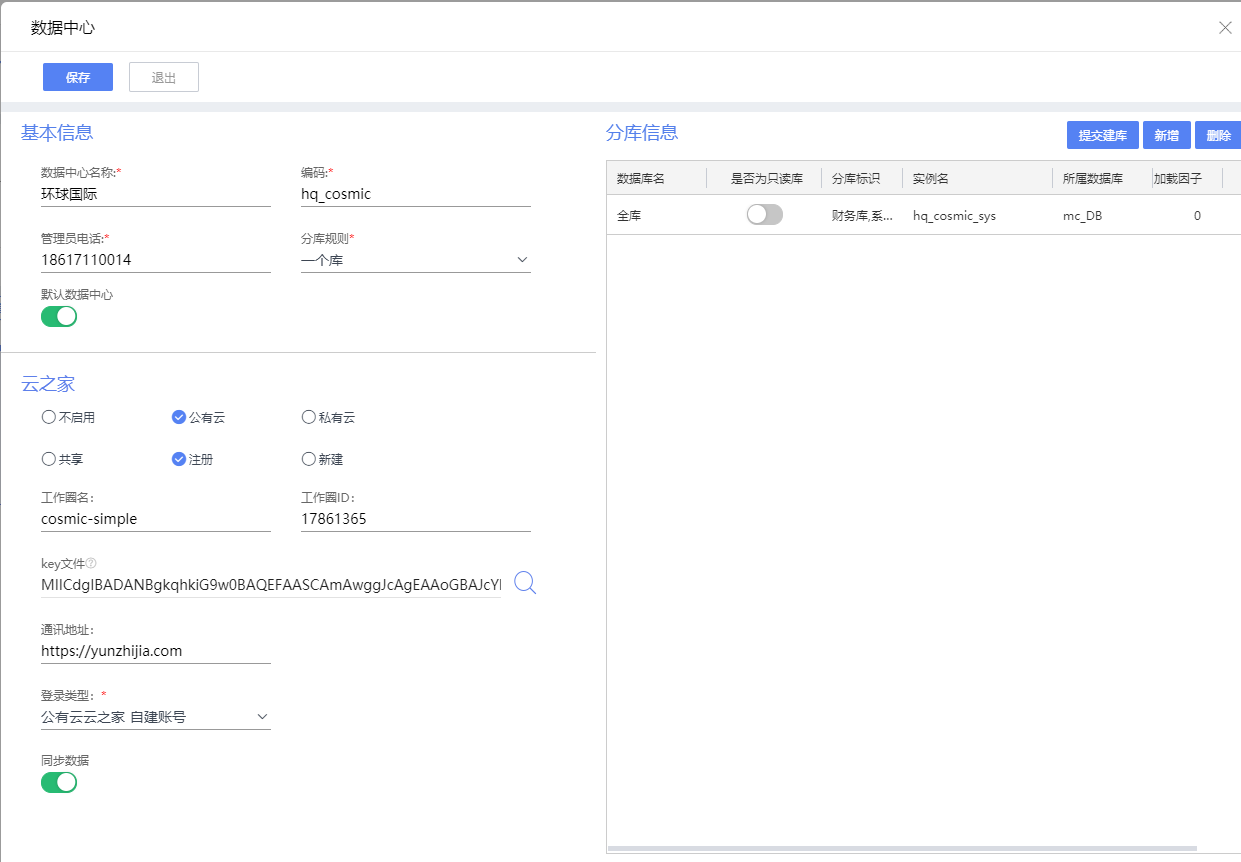 数据中心
保存 退出
基本信息
数据中心名称:* 编码:*
环球国际 hq_cosmic
管理员电话:* 分库规则*
18617110014 一个库
默认数据中心
云之家
不启用 公有云 私有云
共享 注册 新建
工作圈名: 工作圈ID:
cosmic-simple 17861365
key文件
MIICdgIBADANBgkqhkiG9w0BAQEFAASCAmAwggJcAgEAAoGBAJcY
通讯地址:
https://yunzhijia.com
登录类型: *
公有云云之家 自建账号
同步数据
分库信息 提交建库 新增 删除
数据库名 是否为只读库 分库标识 实例名 所属数据库 加载因子
全库 财务库,系... hq_cosmic_sys mc_DB 0